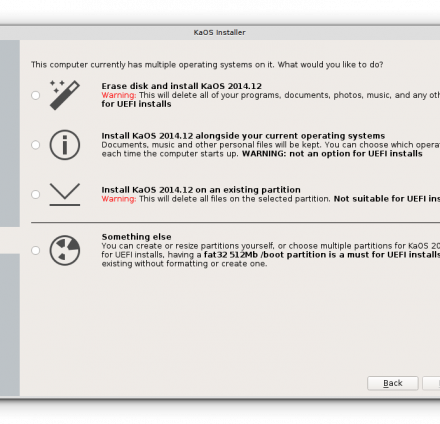 KaOS Installer
This computer currently has multiple operating systems on it. What would you like to do?
Erase disk and install KaOS 2014.12
Warning: This will delete all of your programs, documents, photos, music, and any
for UEFI installs
Install KaOS 2014.12 alongside your current operating systems
Documents, music and other personal files will be kept. You can choose which
each time the computer starts up. WARNING: not an option for UEFI installs
Install KaOS 2014.12 on an existing partition
Warning: This will delete all files on the selected partition. Not suitable for UEFI
Something else
You can create or resize partitions yourself, or choose multiple partitions for KaOS
for UEFI installs, having a fat32 512Mb /boot partition is a must for UEFI installs
existing without formatting or create one.
Back